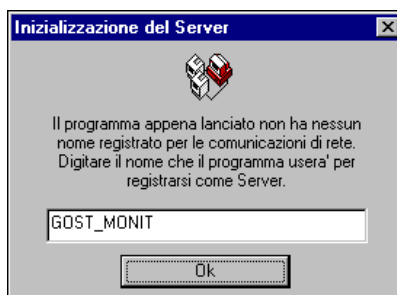 Inizializzazione del Server
Il programma appena lanciato non ha nessun
nome registrato per le comunicazioni di rete.
Digitare il nome che il programma usera' per
registrarsi come Server.
GOST_MONIT
Ok